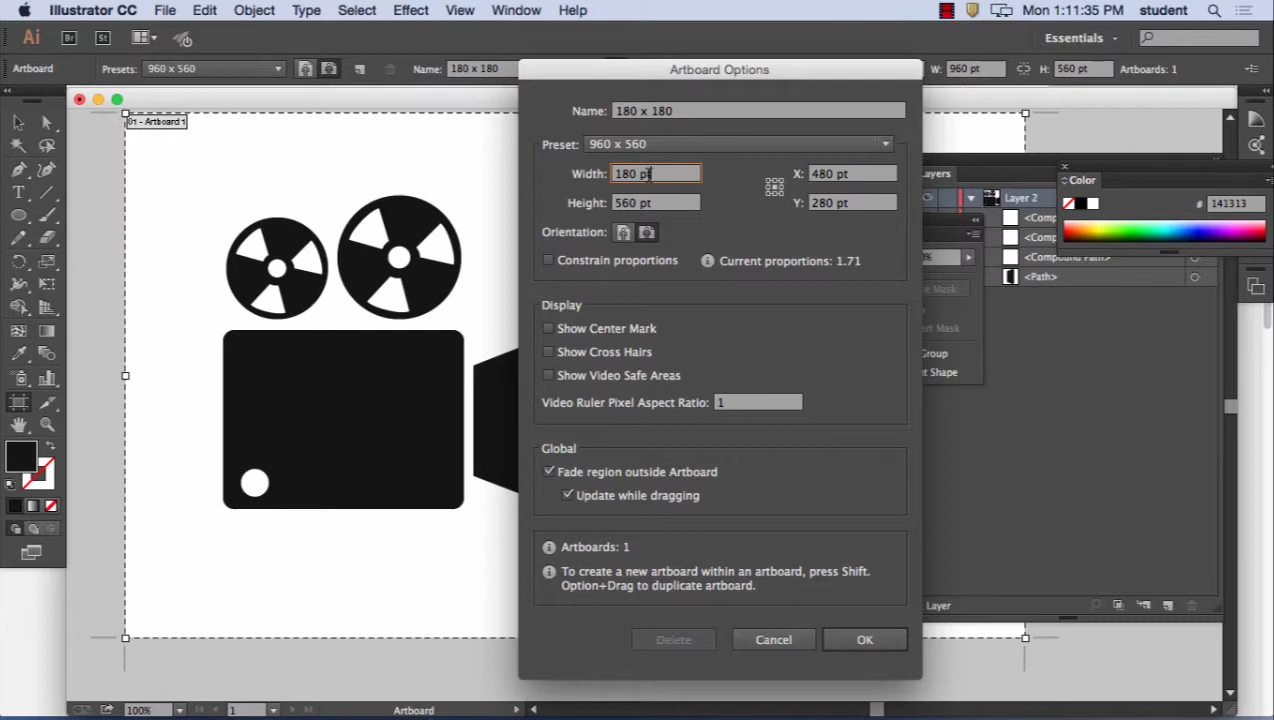 Illustrator CC File Edit Object Type Select Effect View Window Help Mon 1:11:35 PM student
Ai Br St Essentials
Artboard Presets: 960 x 560 Name: 180 x 180 W: 960 pt H: 560 pt Artboards: 1
Artboard Options
01 - Artboard 1
Name: 180 x 180
Preset: 960 x 560
Width: 180 pt X: 480 pt
Height: 560 pt Y: 280 pt
Orientation:
Constrain proportions Current proportions: 1.71
Display
Show Center Mark
Show Cross Hairs
Show Video Safe Areas
Video Ruler Pixel Aspect Ratio: 1
Global
Fade region outside Artboard
Update while dragging
Artboards: 1
To create a new artboard within an artboard, press Shift.
Option+Drag to duplicate artboard.
Delete Cancel OK
Color
# 141313
Layer 2
<Path>
Group
Layer
100% 1 Artboard